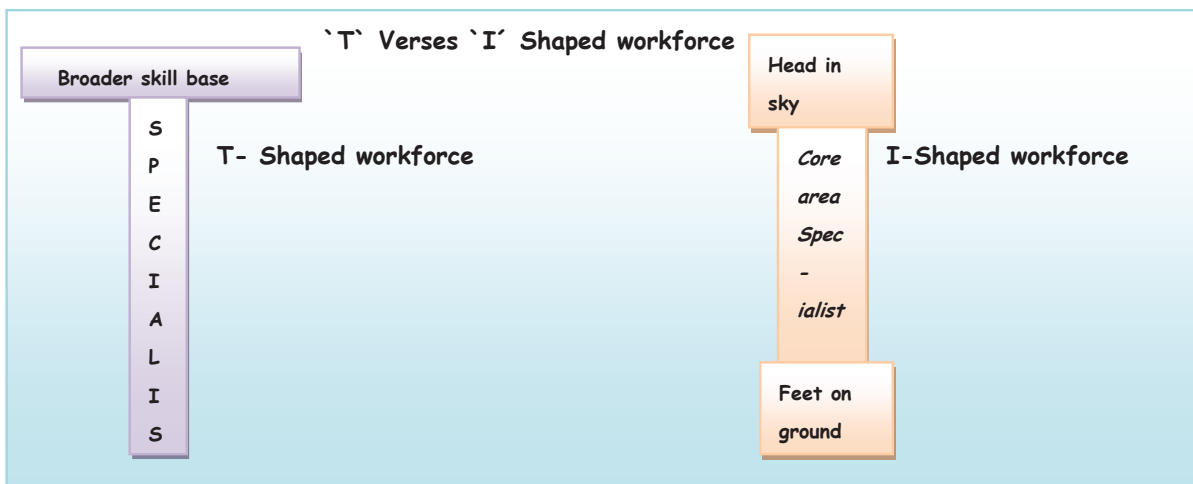 `T` Verses `I´ Shaped workforce
Broader skill base
S
P
E
C
I
A
L
I
S
T- Shaped workforce
Head in
sky
Core
area
Spec
-
ialist
Feet on
ground
I-Shaped workforce